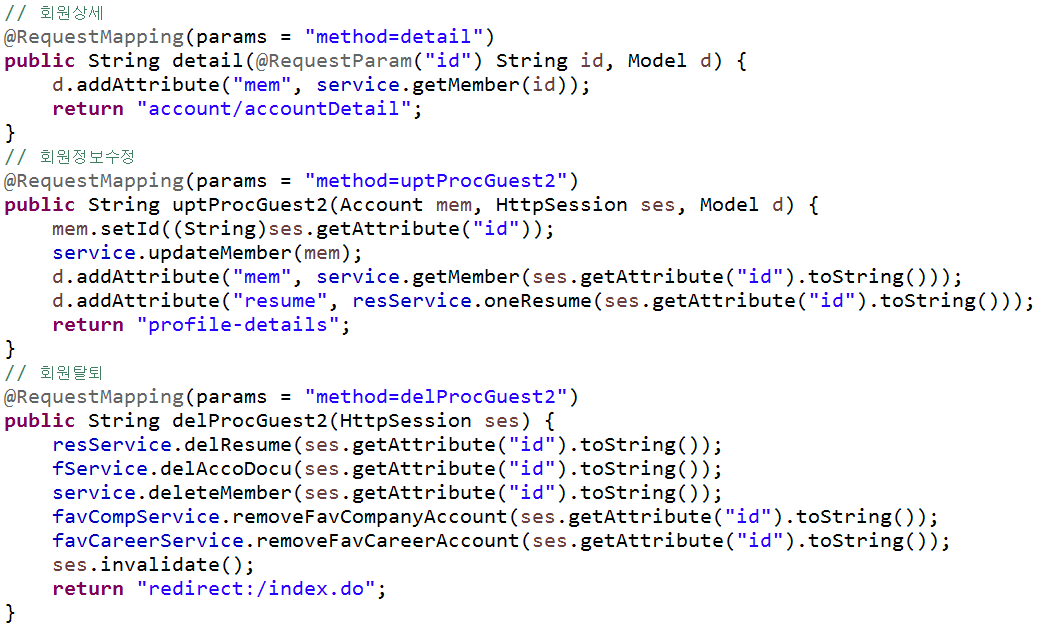 // 회원상세
@RequestMapping(params = "method=detail")
public String detail(@RequestParam("id") String id, Model d) {
    d.addAttribute("mem", service.getMember(id));
    return "account/accountDetail";
}
// 회원정보수정
@RequestMapping(params = "method=uptProcGuest2")
public String uptProcGuest2(Account mem, HttpSession ses, Model d) {
    mem.setId((String)ses.getAttribute("id"));
    service.updateMember(mem);
    d.addAttribute("mem", service.getMember(ses.getAttribute("id").toString()));
    d.addAttribute("resume", resService.oneResume(ses.getAttribute("id").toString()));
    return "profile-details";
}
// 회원탈퇴
@RequestMapping(params = "method=delProcGuest2")
public String delProcGuest2(HttpSession ses) {
    resService.delResume(ses.getAttribute("id").toString());
    fService.delAccoDocu(ses.getAttribute("id").toString());
    service.deleteMember(ses.getAttribute("id").toString());
    favCompService.removeFavCompanyAccount(ses.getAttribute("id").toString());
    favCareerService.removeFavCareerAccount(ses.getAttribute("id").toString());
    ses.invalidate();
    return "redirect:/index.do";
}